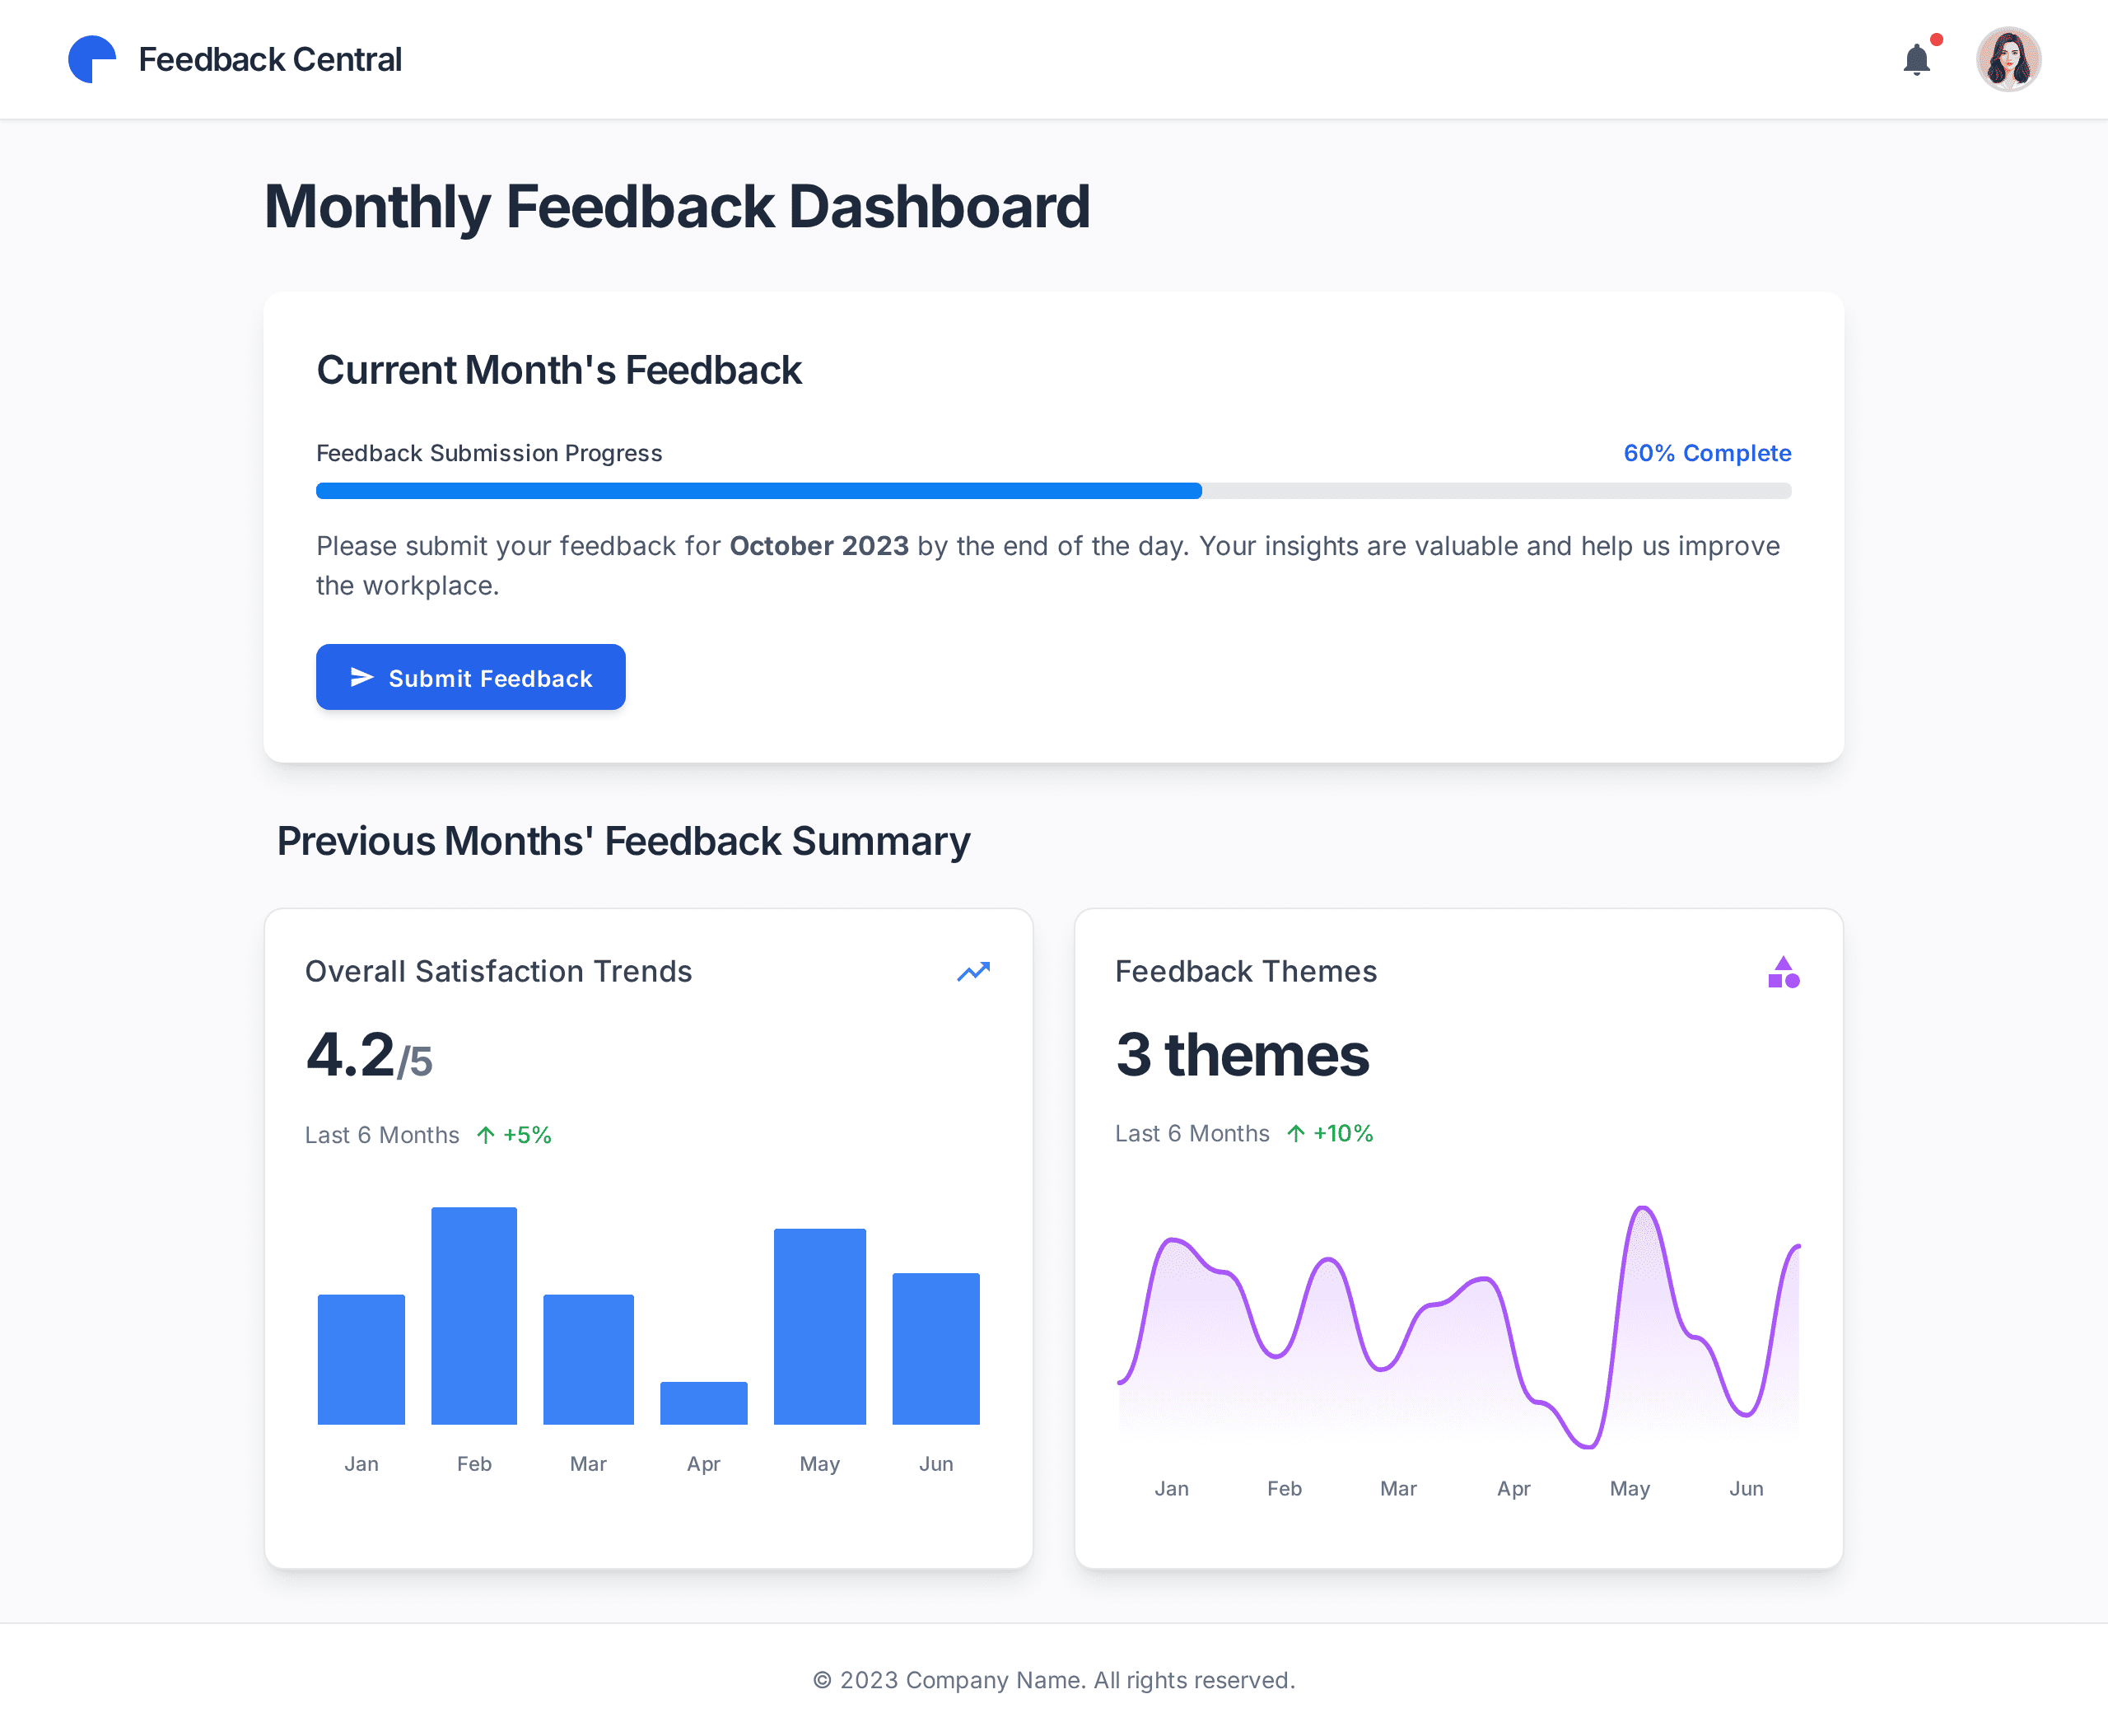 Feedback Central
Monthly Feedback Dashboard
Current Month's Feedback
Feedback Submission Progress
60% Complete
Please submit your feedback for October 2023 by the end of the day. Your insights are valuable and help us improve
the workplace.
Submit Feedback
Previous Months' Feedback Summary
Overall Satisfaction Trends
4.2/5
Last 6 Months +5%
Jan Feb Mar Apr May Jun
Feedback Themes
3 themes
Last 6 Months +10%
Jan Feb Mar Apr May Jun
© 2023 Company Name. All rights reserved.